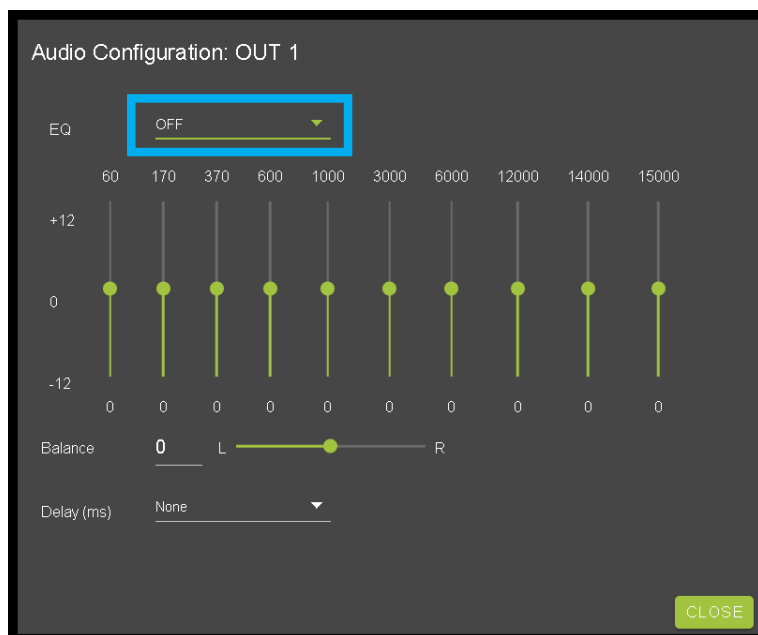 Audio Configuration: OUT 1
EQ OFF
60 170 370 600 1000 3000 6000 12000 14000 15000
+12
0
-12
0 0 0 0 0 0 0 0 0 0
Balance 0 L R
Delay (ms) None
CLOSE